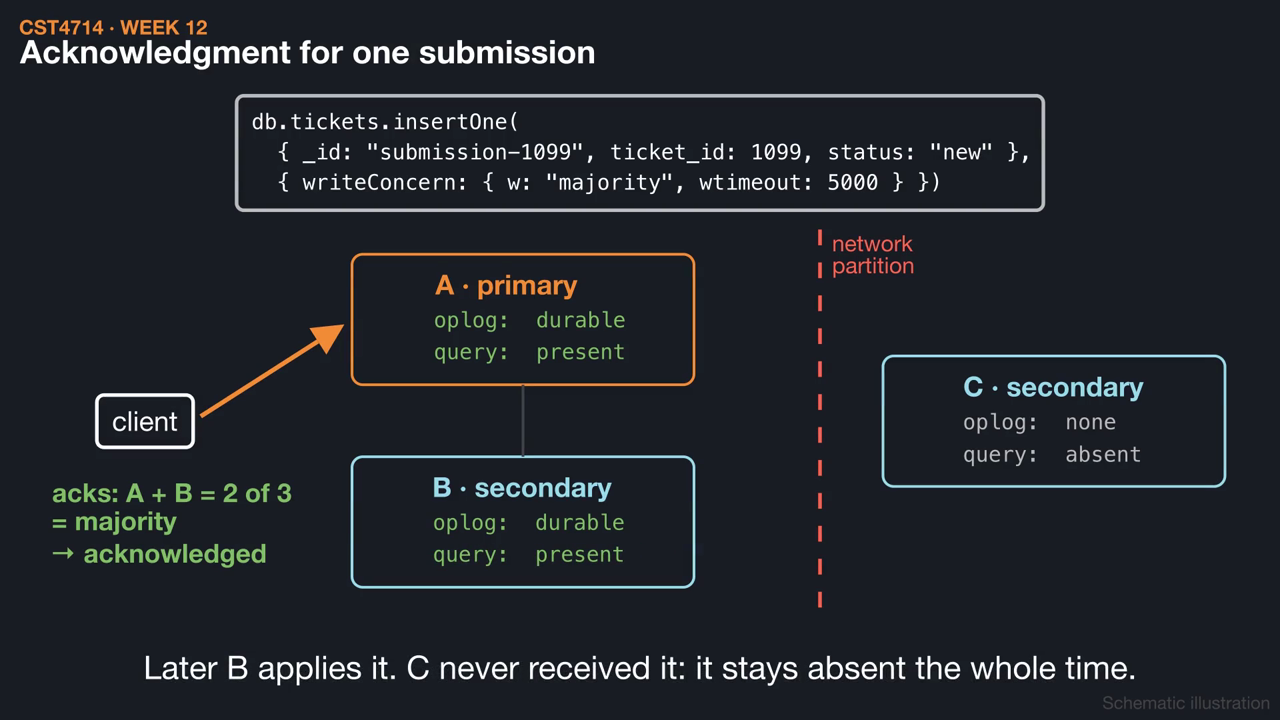 CST4714 · WEEK 12
Acknowledgment for one submission
db.tickets.insertOne(
{ _id: "submission-1099", ticket_id: 1099, status: "new" },
{ writeConcern: { w: "majority", wtimeout: 5000 } })
network
partition
A · primary
oplog: durable
query: present
client
C · secondary
oplog: none
query: absent
B · secondary
oplog: durable
query: present
acks: A + B = 2 of 3
= majority
→ acknowledged
Later B applies it. C never received it: it stays absent the whole time.
Schematic illustration